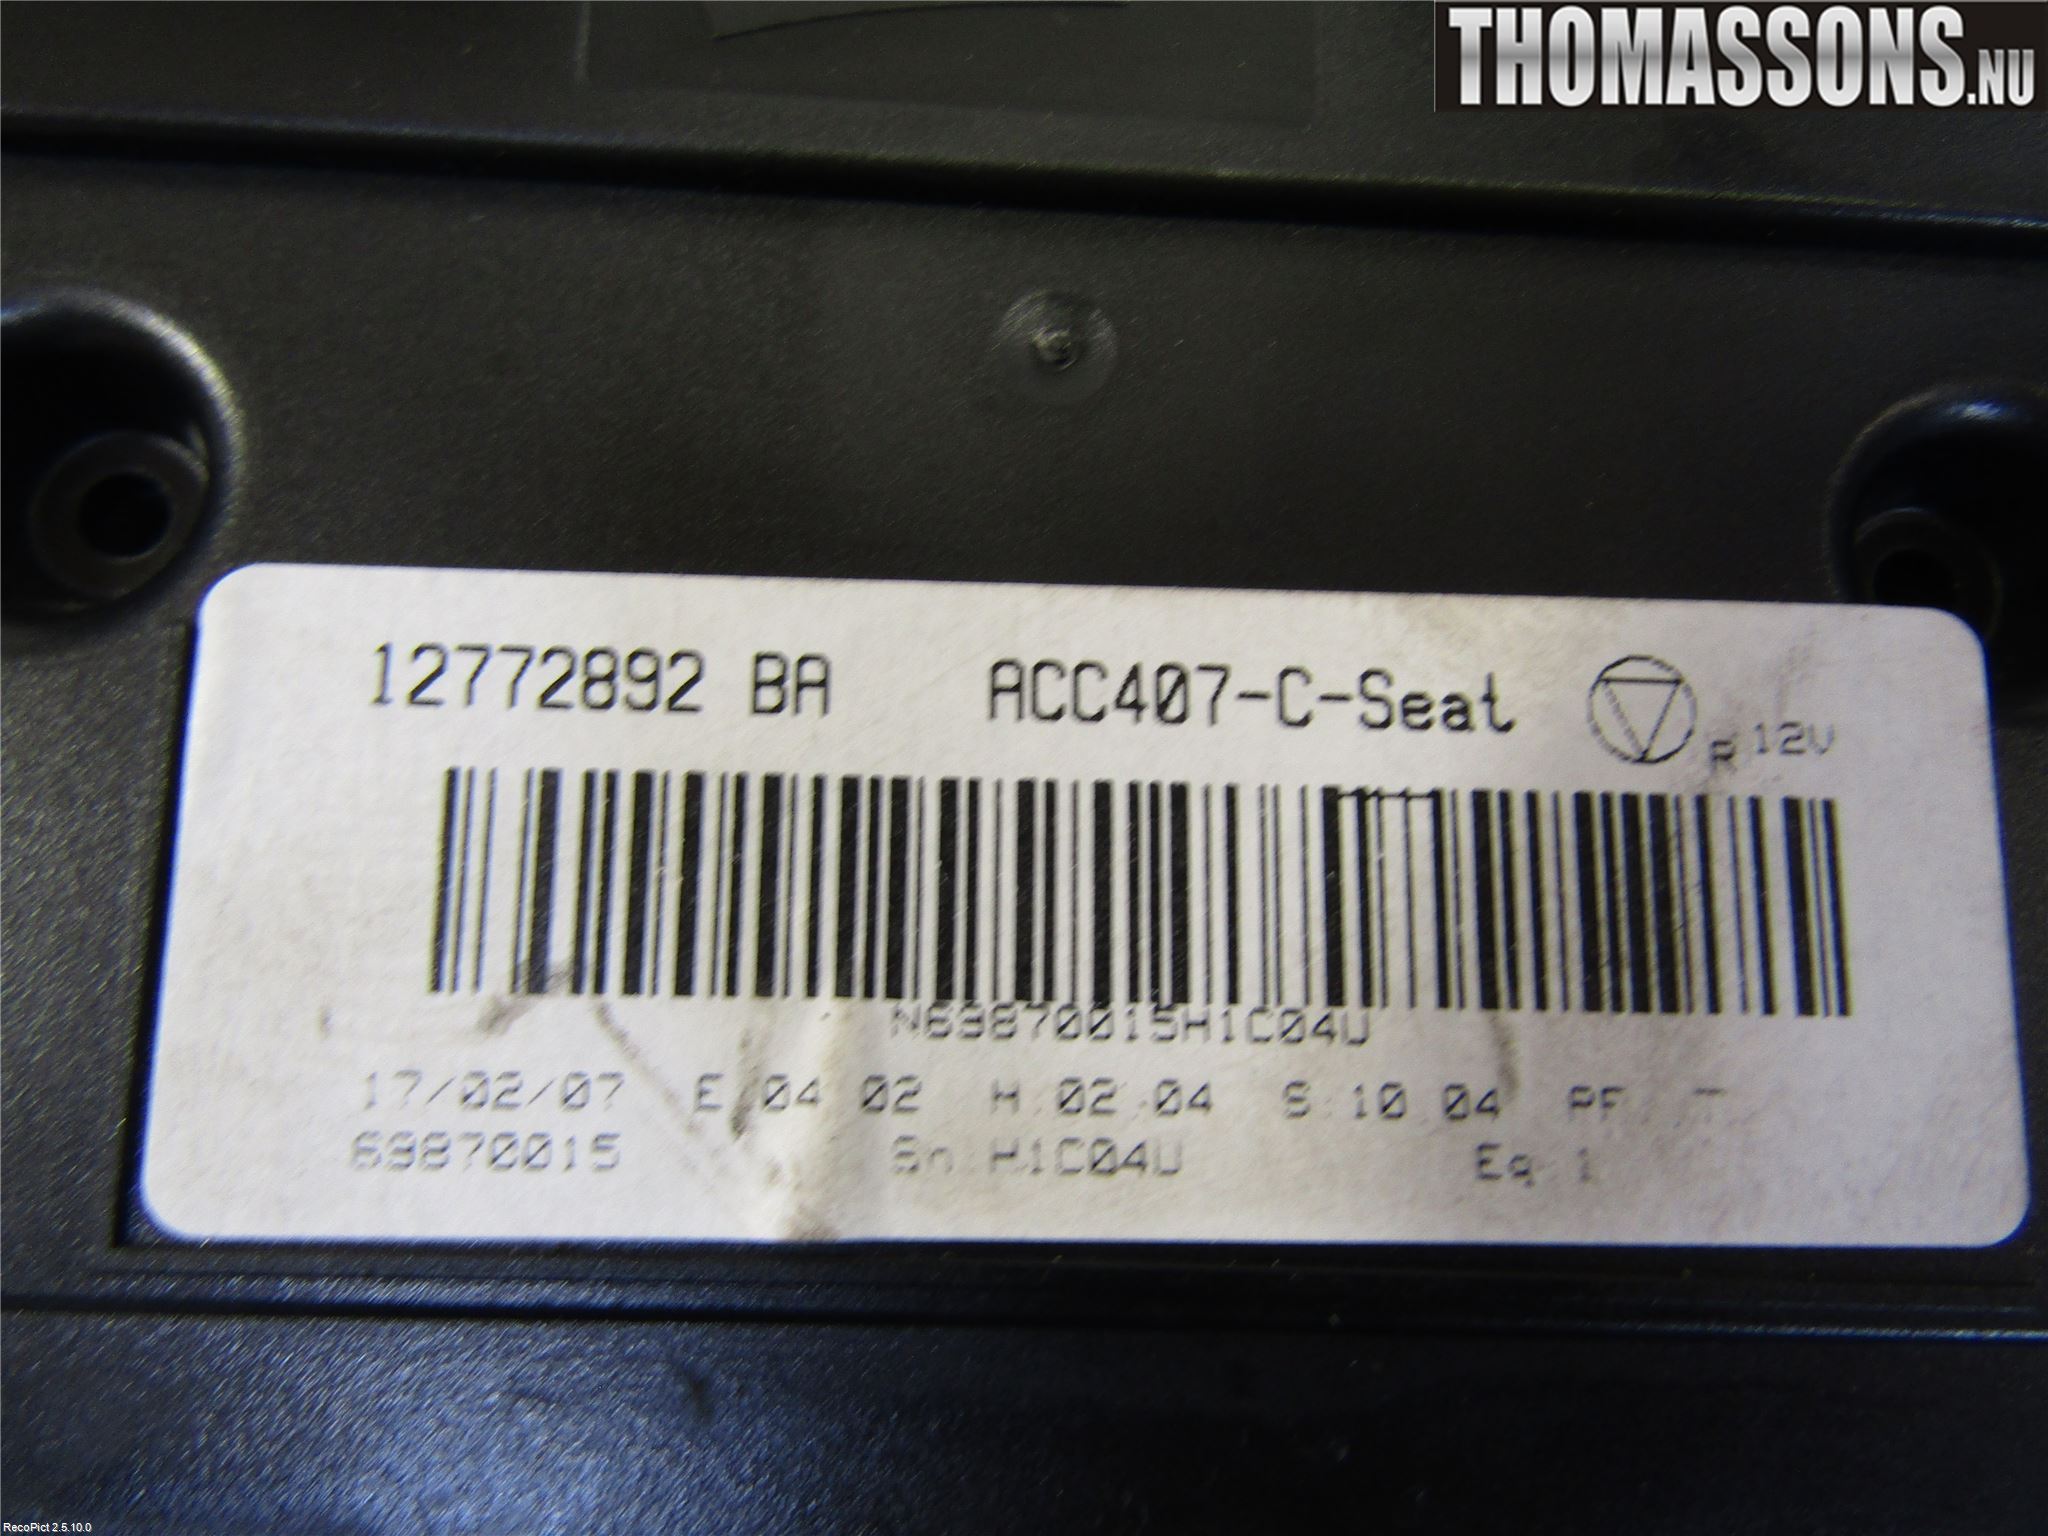 THOMASSONS.NU
12772892 BA ACC407-C-Seat R 12V
N69870015H1C04U
17/02/07 E 04 02 H 02 04 S 10 04
69870015 Sn H1C04U Eq 1
RecoPict 2.5.10.0